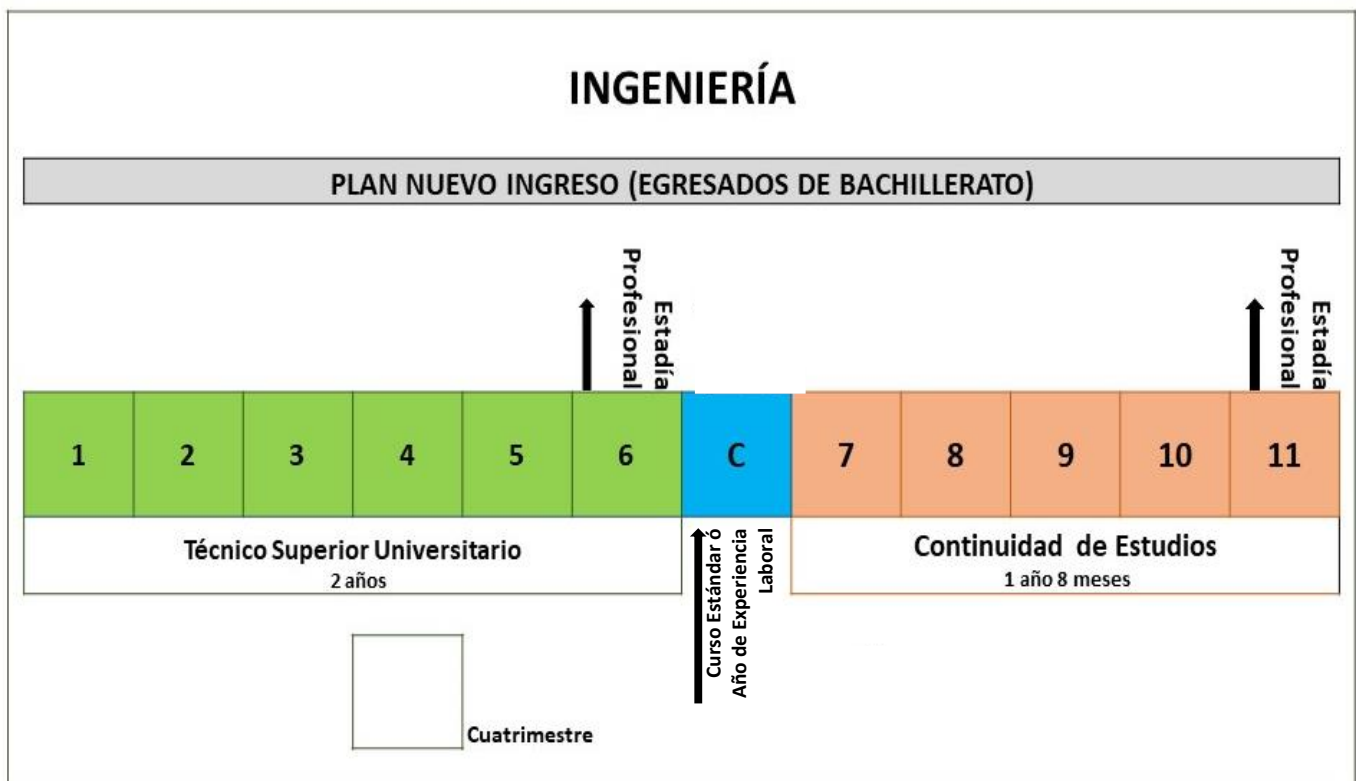 INGENIERÍA
PLAN NUEVO INGRESO (EGRESADOS DE BACHILLERATO)
Estadía
Profesional
Estadía
Profesional
1 2 3 4 5 6 C 7 8 9 10 11
Técnico Superior Universitario
2 años
Curso Estándar ó
Año de Experiencia
Laboral
Continuidad de Estudios
1 año 8 meses
Cuatrimestre